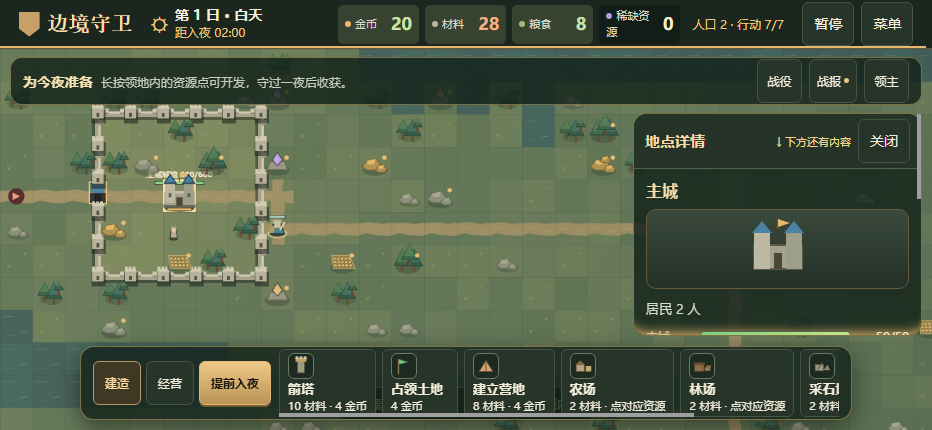 边境守卫
第 1 日 · 白天
距入夜 02:00
金币 20
材料 28
粮食 8
稀缺资源 0
人口 2 · 行动 7/7
暂停
菜单
为今夜准备 长按领地内的资源点可开发，守过一夜后收获。
战役
战报
领主
地点详情
↓下方还有内容
关闭
主城
居民 2 人
主城 50/50
建造
经营
提前入夜
箭塔
10 材料 · 4 金币
占领土地
4 金币
建立营地
8 材料 · 4 金币
农场
2 材料 · 点对应资源
林场
2 材料 · 点对应资源
采石
2 材料